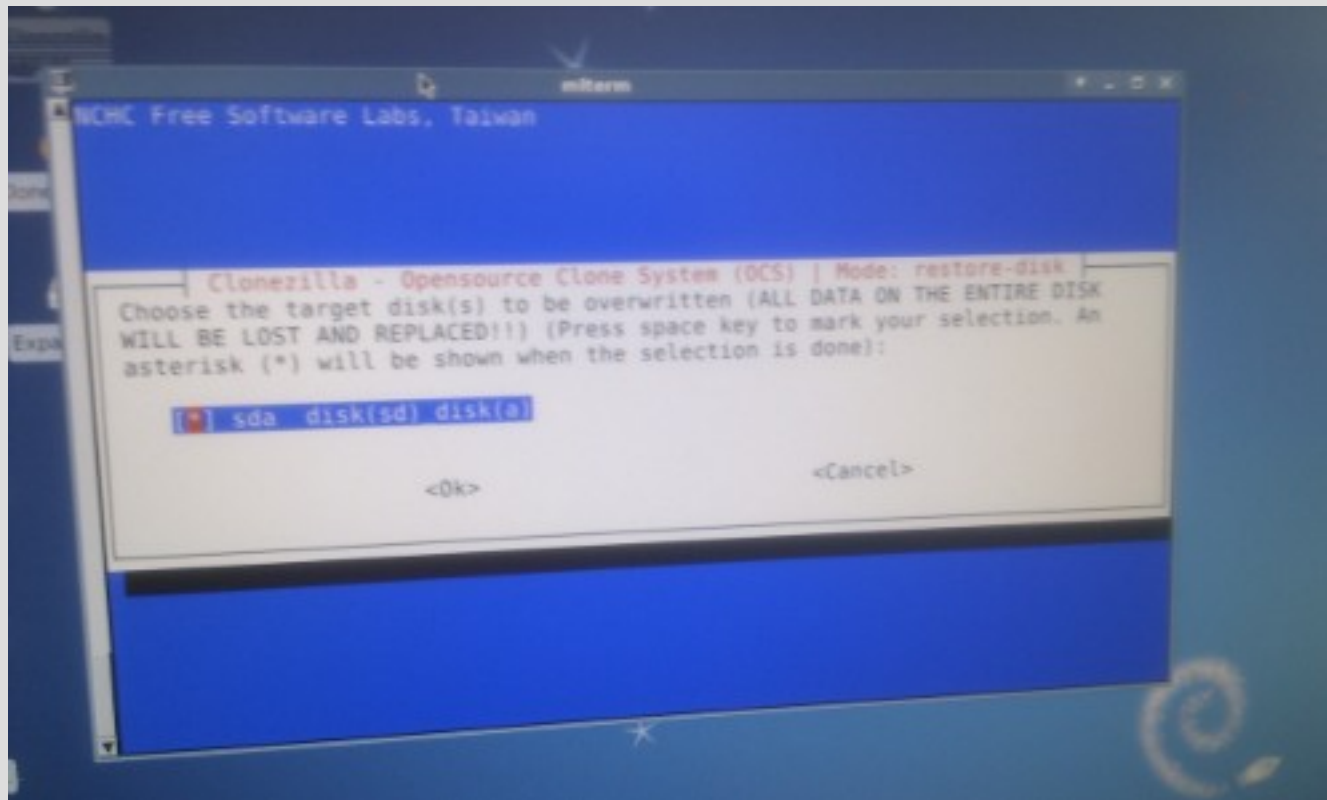 mlterm
NCHC Free Software Labs, Taiwan
Clonezilla - Opensource Clone System (OCS) | Mode: restore-disk
Choose the target disk(s) to be overwritten (ALL DATA ON THE ENTIRE DISK
WILL BE LOST AND REPLACED!!) (Press space key to mark your selection. An
asterisk (*) will be shown when the selection is done):
[*] sda disk(sd) disk(a)
<Ok> <Cancel>
Expa